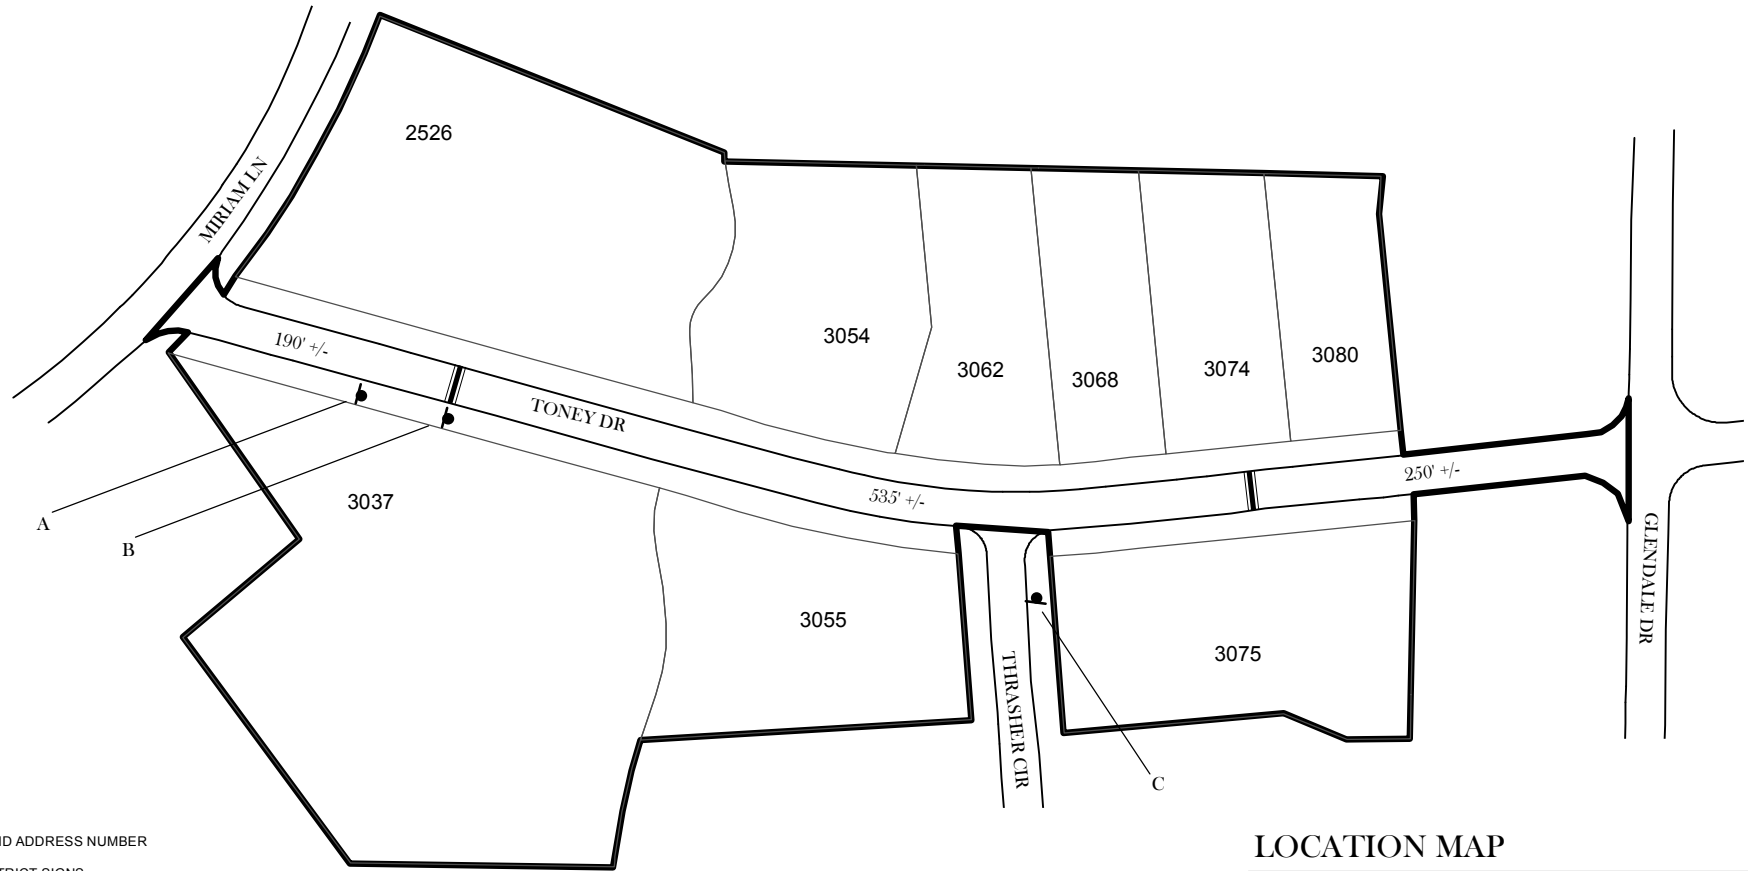 2526
MIRIAM LN
190' +/-
TONEY DR
3054
3062
3068
3074
3080
535' +/-
250' +/-
A
B
3037
3055
THRASHER CIR
3075
GLENDALE DR
C
ADDRESS NUMBER
SIGNS
LOCATION MAP